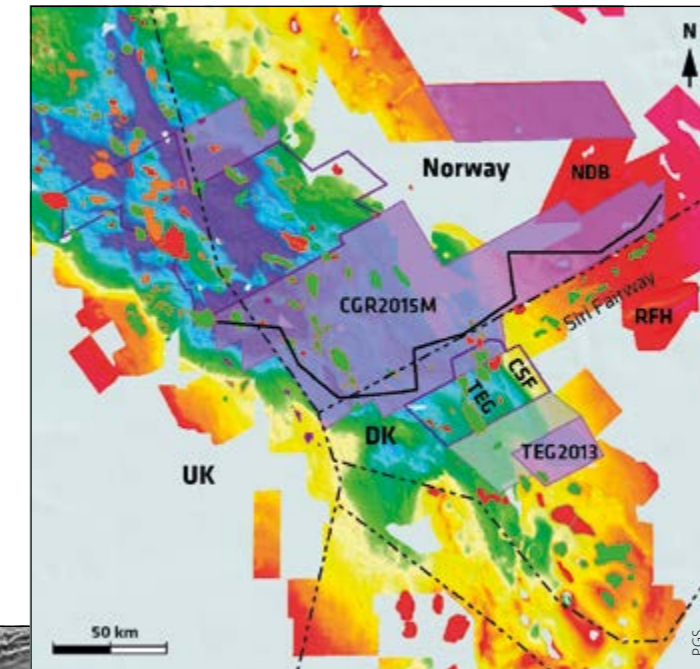 N
Norway
NDB
CGR2015M
Siri Fairway
RFH
CSF
TEG
DK
TEG2013
UK
50 km
PGS